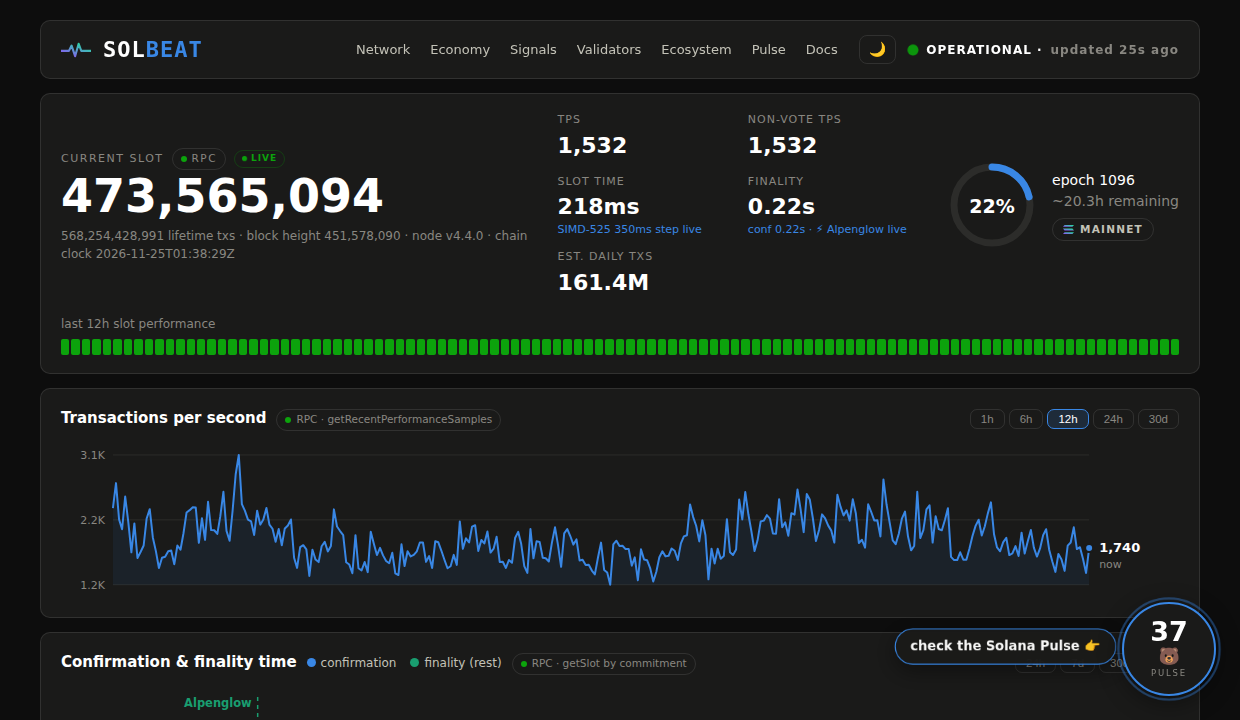 SOLBEAT
Network Economy Signals Validators Ecosystem Pulse Docs
OPERATIONAL · updated 25s ago
CURRENT SLOT RPC LIVE
473,565,094
568,254,428,991 lifetime txs · block height 451,578,090 · node v4.4.0 · chain
clock 2026-11-25T01:38:29Z
TPS
1,532
NON-VOTE TPS
1,532
SLOT TIME
218ms
SIMD-525 350ms step live
FINALITY
0.22s
conf 0.22s · ⚡ Alpenglow live
EST. DAILY TXS
161.4M
22%
epoch 1096
~20.3h remaining
MAINNET
last 12h slot performance
Transactions per second RPC · getRecentPerformanceSamples
1h 6h 12h 24h 30d
3.1K
2.2K
1.2K
1,740
now
Confirmation & finality time confirmation finality (rest) RPC · getSlot by commitment
Alpenglow
check the Solana Pulse 👉
37
PULSE